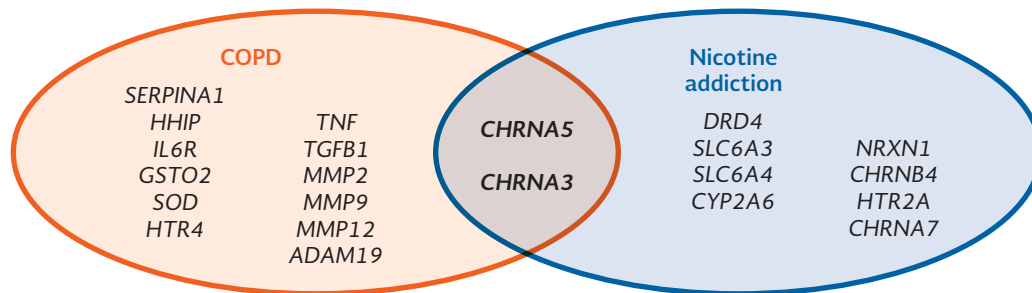 COPD
SERPINA1
HHIP
IL6R
GSTO2
SOD
HTR4
TNF
TGFB1
MMP2
MMP9
MMP12
ADAM19
CHRNA5
CHRNA3
Nicotine
addiction
DRD4
SLC6A3
SLC6A4
CYP2A6
NRXN1
CHRNB4
HTR2A
CHRNA7